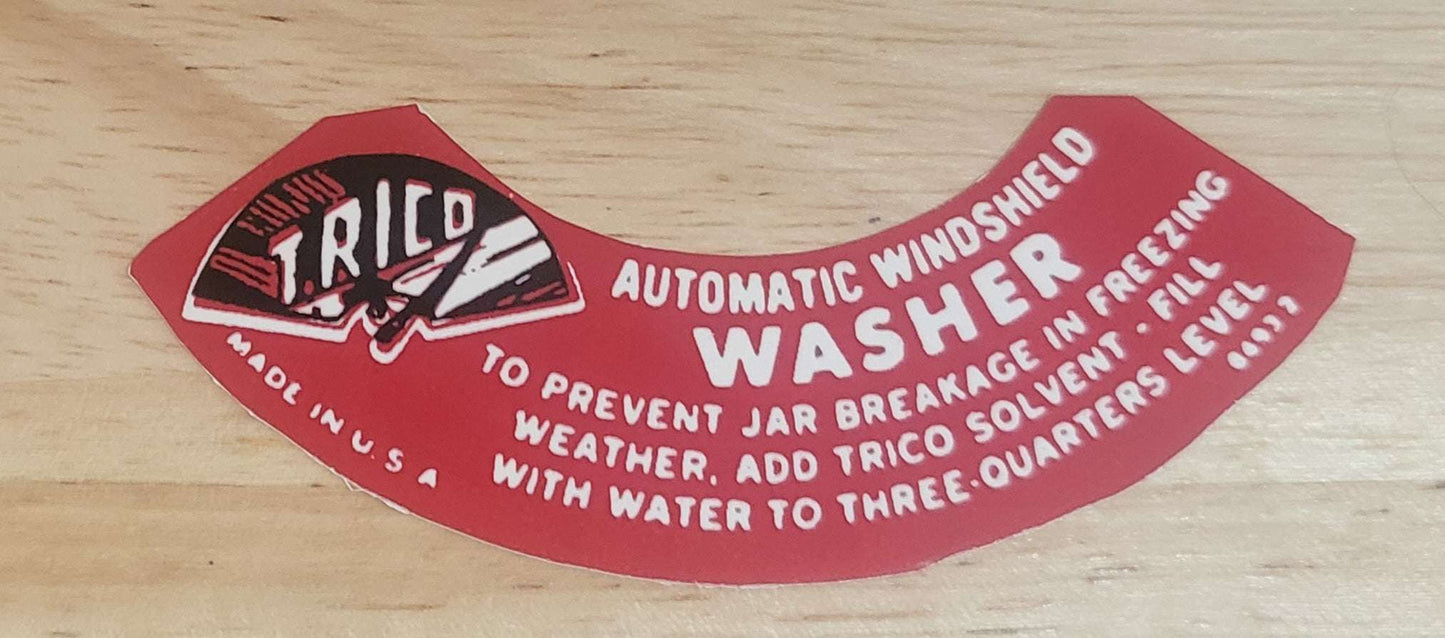 TRICO
MADE IN U.S.A
AUTOMATIC WINDSHIELD
WASHER
TO PREVENT JAR BREAKAGE IN FREEZING
WEATHER, ADD TRICO SOLVENT - FILL
WITH WATER TO THREE-QUARTERS LEVEL